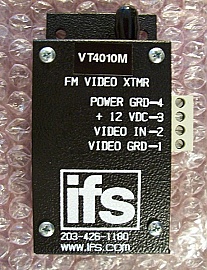 VT4010M
FM VIDEO XTMR
POWER GRD-4
+ 12 VDC-3
VIDEO IN-2
VIDEO GRD-1
ifs
203-426-1180
www.IFS.COM